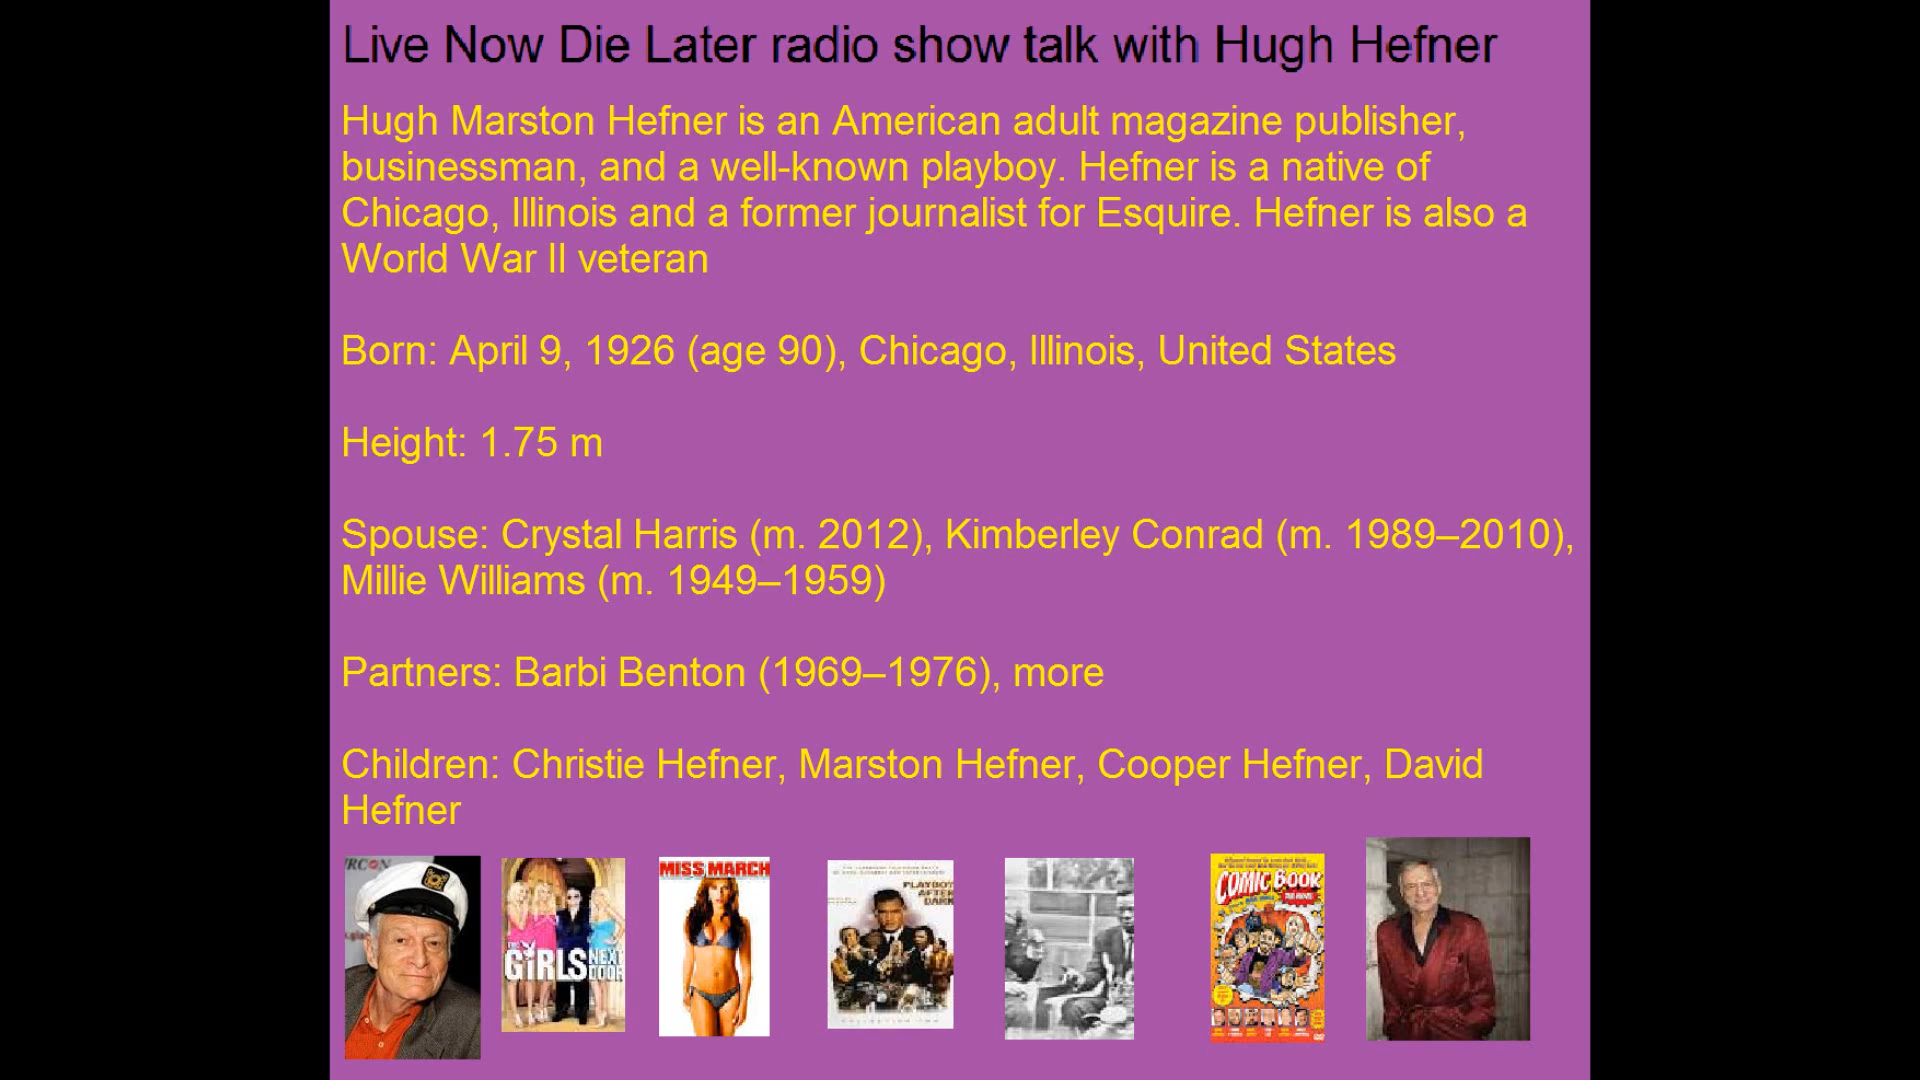 Live Now Die Later radio show talk with Hugh Hefner
Hugh Marston Hefner is an American adult magazine publisher,
businessman, and a well-known playboy. Hefner is a native of
Chicago, Illinois and a former journalist for Esquire. Hefner is also a
World War II veteran
Born: April 9, 1926 (age 90), Chicago, Illinois, United States
Height: 1.75 m
Spouse: Crystal Harris (m. 2012), Kimberley Conrad (m. 1989–2010),
Millie Williams (m. 1949–1959)
Partners: Barbi Benton (1969–1976), more
Children: Christie Hefner, Marston Hefner, Cooper Hefner, David
Hefner
THE
GIRLS NEXT
DOOR
MISS MARCH
PLAYBOY
AFTER
DARK
COMIC BOOK
THE MOVIE